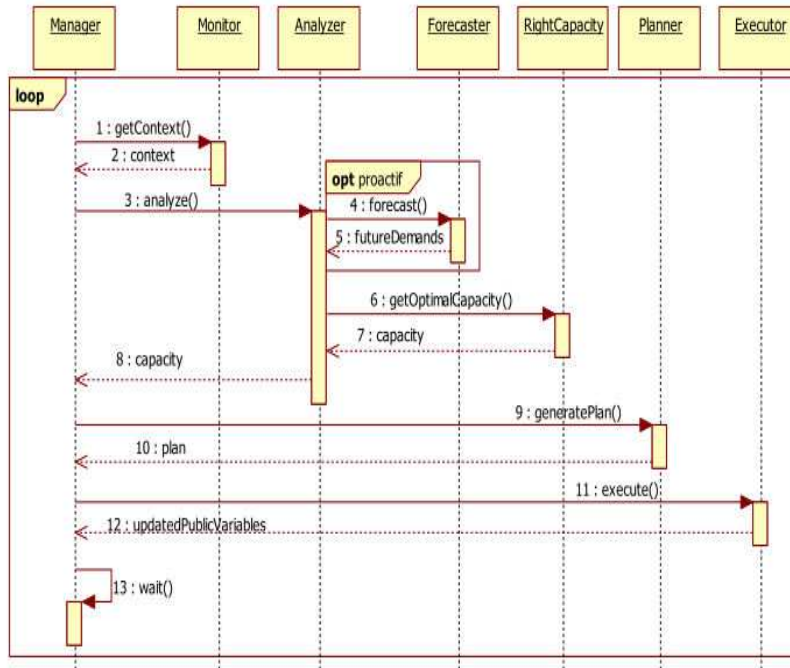 Manager
Monitor
Analyzer
Forecaster
RightCapacity
Planner
Executor
loop
1 : getContext()
2 : context
opt proactif
3 : analyze()
4 : forecast()
5 : futureDemands
6 : getOptimalCapacity()
7 : capacity
8 : capacity
9 : generatePlan()
10 : plan
11 : execute()
12 : updatedPublicVariables
13 : wait()